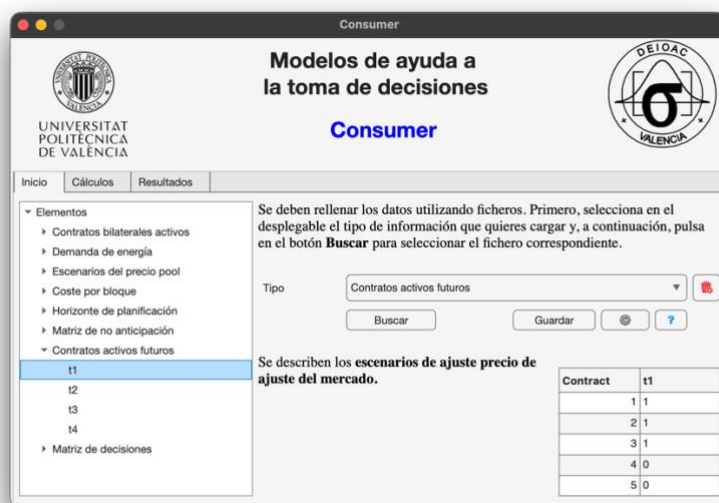 Consumer
Modelos de ayuda a
la toma de decisiones
Consumer
UNIVERSITAT
POLITÈCNICA
DE VALÈNCIA
DEIOAC
σ
VALENCIA
Inicio
Cálculos
Resultados
Elementos
Contratos bilaterales activos
Demanda de energía
Escenarios del precio pool
Coste por bloque
Horizonte de planificación
Matriz de no anticipación
Contratos activos futuros
t1
t2
t3
t4
Matriz de decisiones
Se deben rellenar los datos utilizando ficheros. Primero, selecciona en el
desplegable el tipo de información que quieres cargar y, a continuación, pulsa
en el botón Buscar para seleccionar el fichero correspondiente.
Tipo
Contratos activos futuros
Buscar
Guardar
?
Se describen los escenarios de ajuste precio de
ajuste del mercado.
Contract t1
1 1
2 1
3 1
4 0
5 0